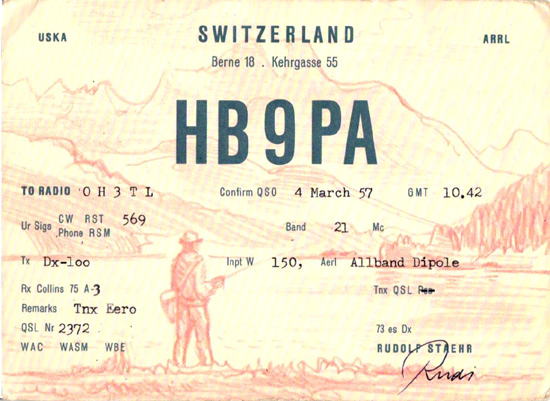 USKA SWITZERLAND ARRL
Berne 18 . Kehrgasse 55
HB9PA
TO RADIO OH3TL Confirm QSO 4 March 57 GMT 10.42
Ur Sigs CW RST 569
Phone RSM
Band 21 Mc
Tx Dx-100 Inpt W 150, Aerl Allband Dipole
Rx Collins 75 A-3 Tnx QSL Pse
Remarks Tnx Eero
QSL Nr 2372 73 es Dx
WAC WASM WBE RUDOLF STAEHR
Rudi